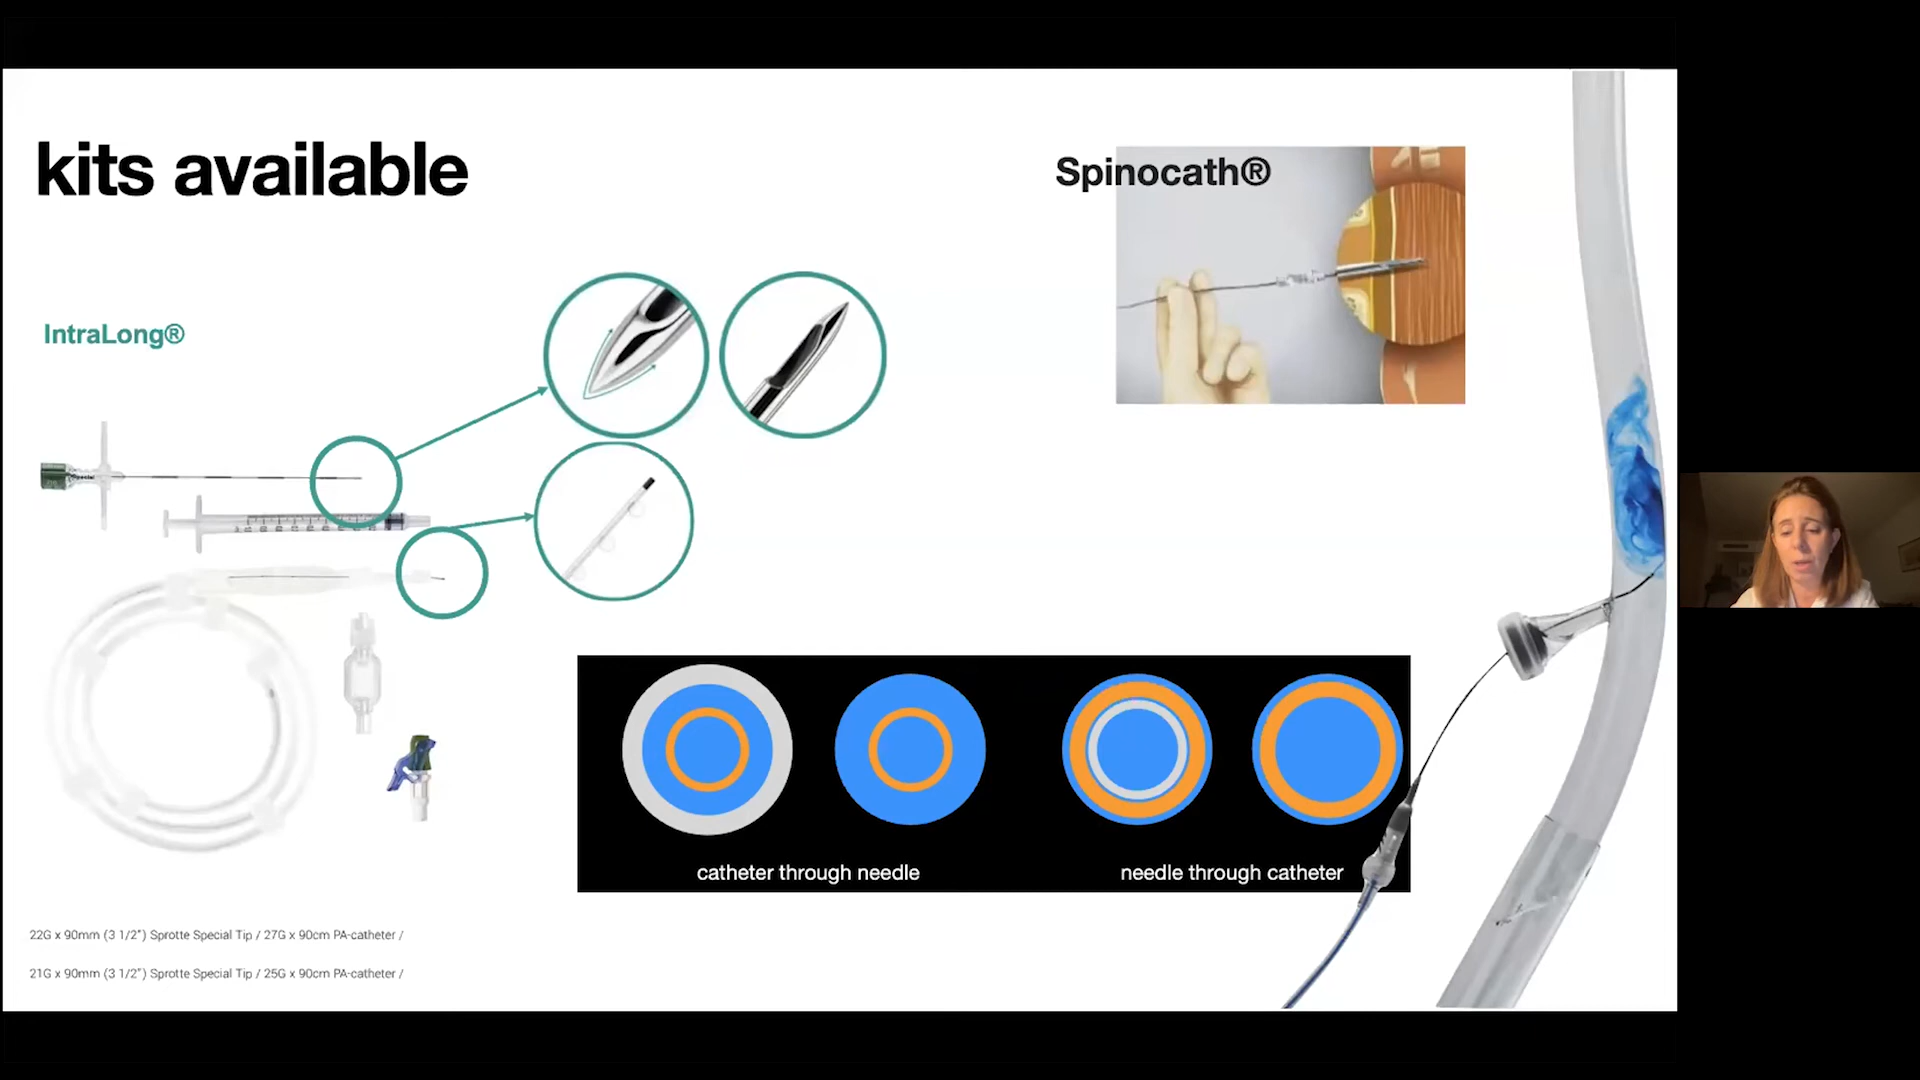 kits available
Spinocath®
IntraLong®
Special
catheter through needle
needle through catheter
22G x 90mm (3 1/2") Sprotte Special Tip / 27G x 90cm PA-catheter /
21G x 90mm (3 1/2") Sprotte Special Tip / 25G x 90cm PA-catheter /